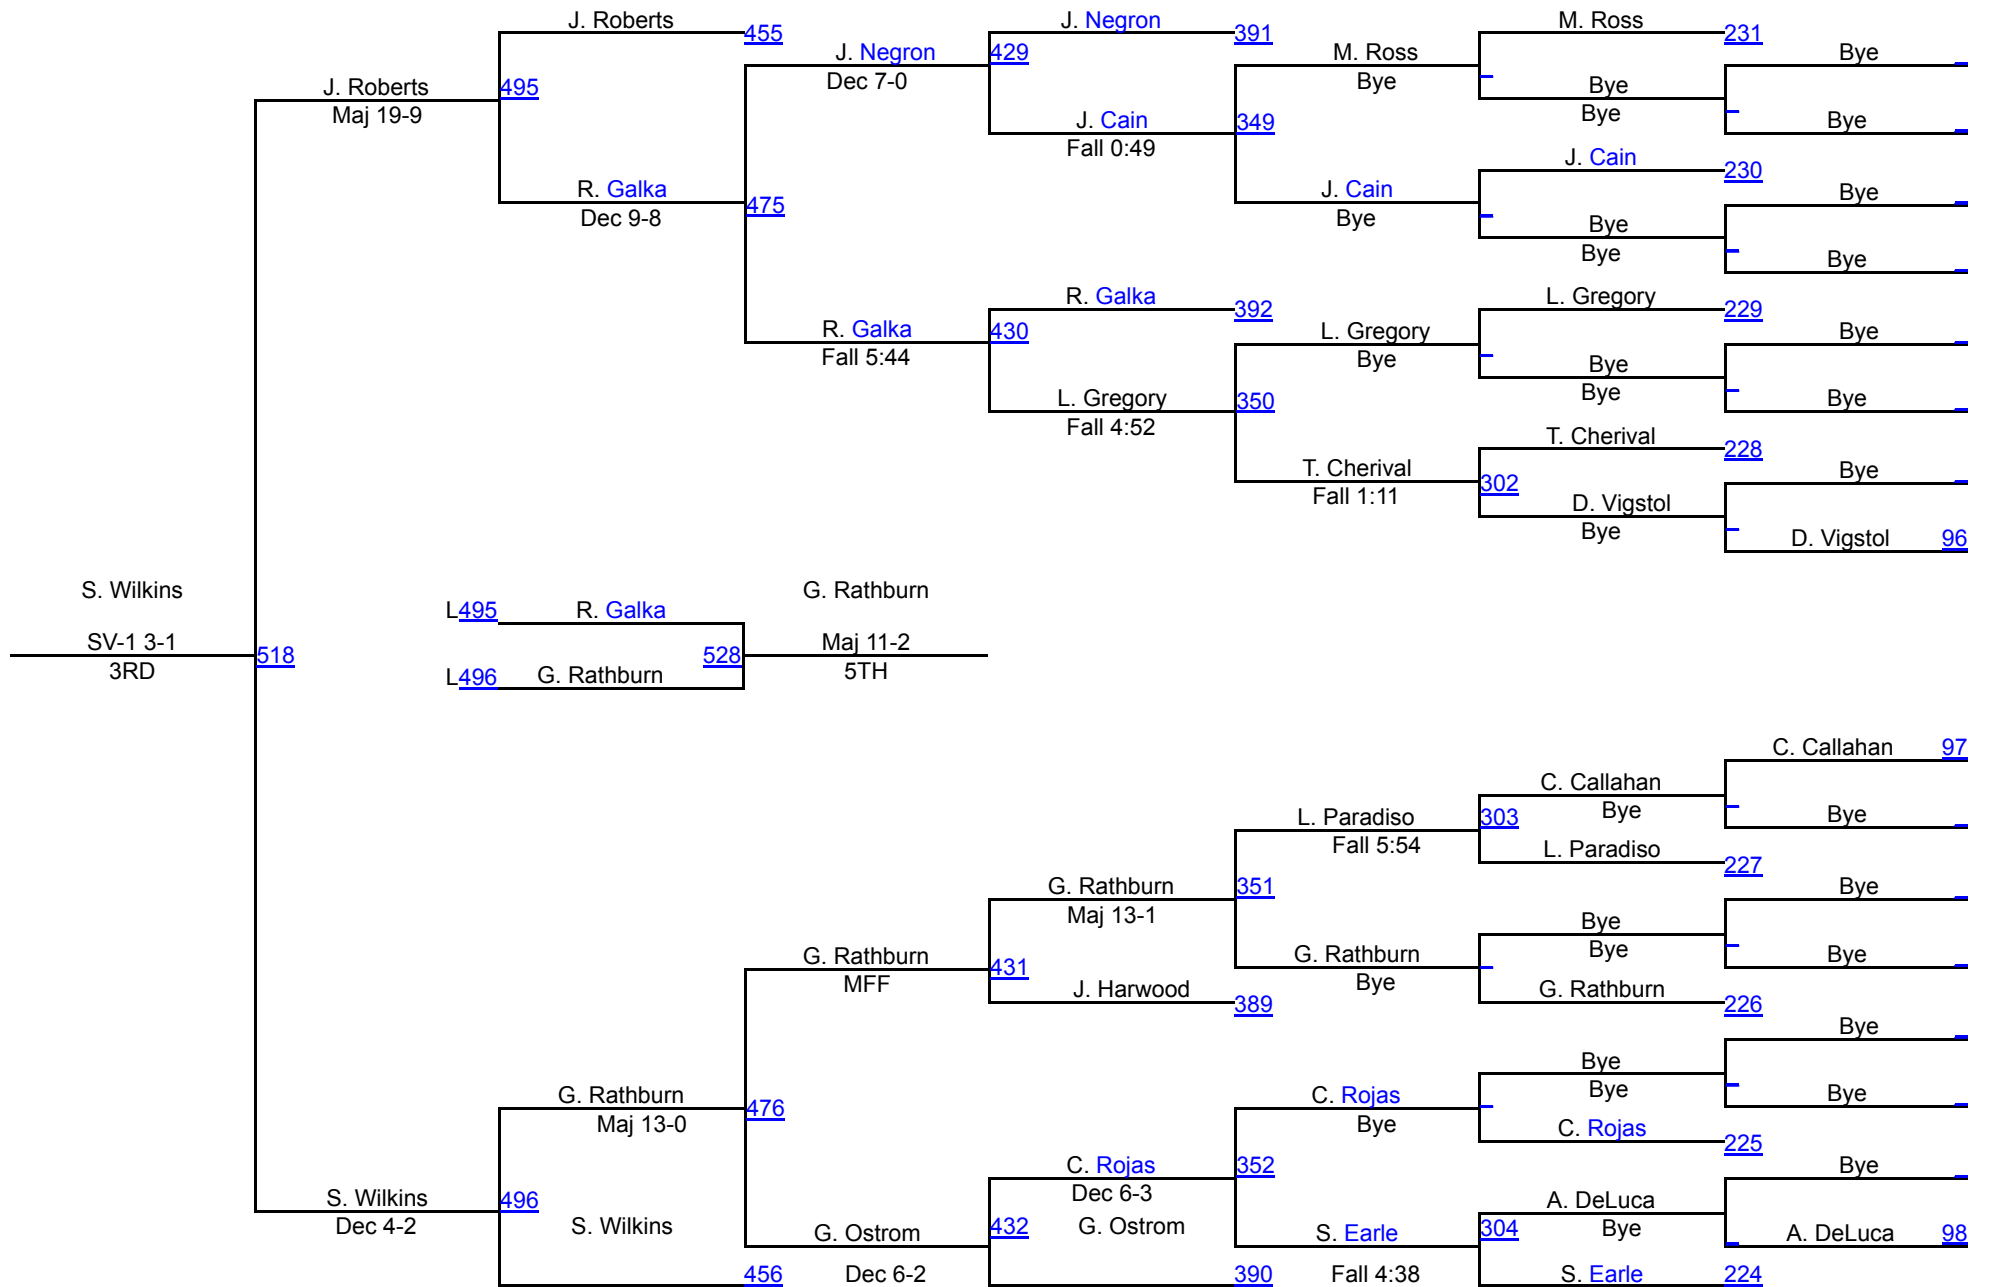 J. Roberts
J. Negron
M. Ross
455
391
231
J. Negron
429
M. Ross
Bye
J. Roberts
495
Dec 7-0
Bye
Bye
Maj 19-9
J. Cain
349
Bye
Bye
Fall 0:49
J. Cain
230
R. Galka
475
J. Cain
Bye
Dec 9-8
Bye
Bye
Bye
Bye
R. Galka
392
L. Gregory
229
R. Galka
430
L. Gregory
Bye
Fall 5:44
Bye
Bye
L. Gregory
350
Bye
Bye
Fall 4:52
T. Cherival
228
T. Cherival
302
Bye
Fall 1:11
D. Vigstol
Bye
D. Vigstol
96
S. Wilkins
G. Rathburn
L495
R. Galka
SV-1 3-1
518
528
Maj 11-2
3RD
L496
G. Rathburn
5TH
C. Callahan
97
C. Callahan
L. Paradiso
303
Bye
Bye
Fall 5:54
L. Paradiso
227
G. Rathburn
351
Bye
Maj 13-1
Bye
G. Rathburn
431
G. Rathburn
Bye
Bye
MFF
Bye
J. Harwood
389
G. Rathburn
226
Bye
Bye
G. Rathburn
476
C. Rojas
Bye
Bye
Maj 13-0
Bye
C. Rojas
225
C. Rojas
352
Bye
Dec 6-3
S. Wilkins
496
A. DeLuca
Dec 4-2
S. Wilkins
G. Ostrom
432
G. Ostrom
S. Earle
304
Bye
A. DeLuca
98
456
Dec 6-2
390
Fall 4:38
S. Earle
224